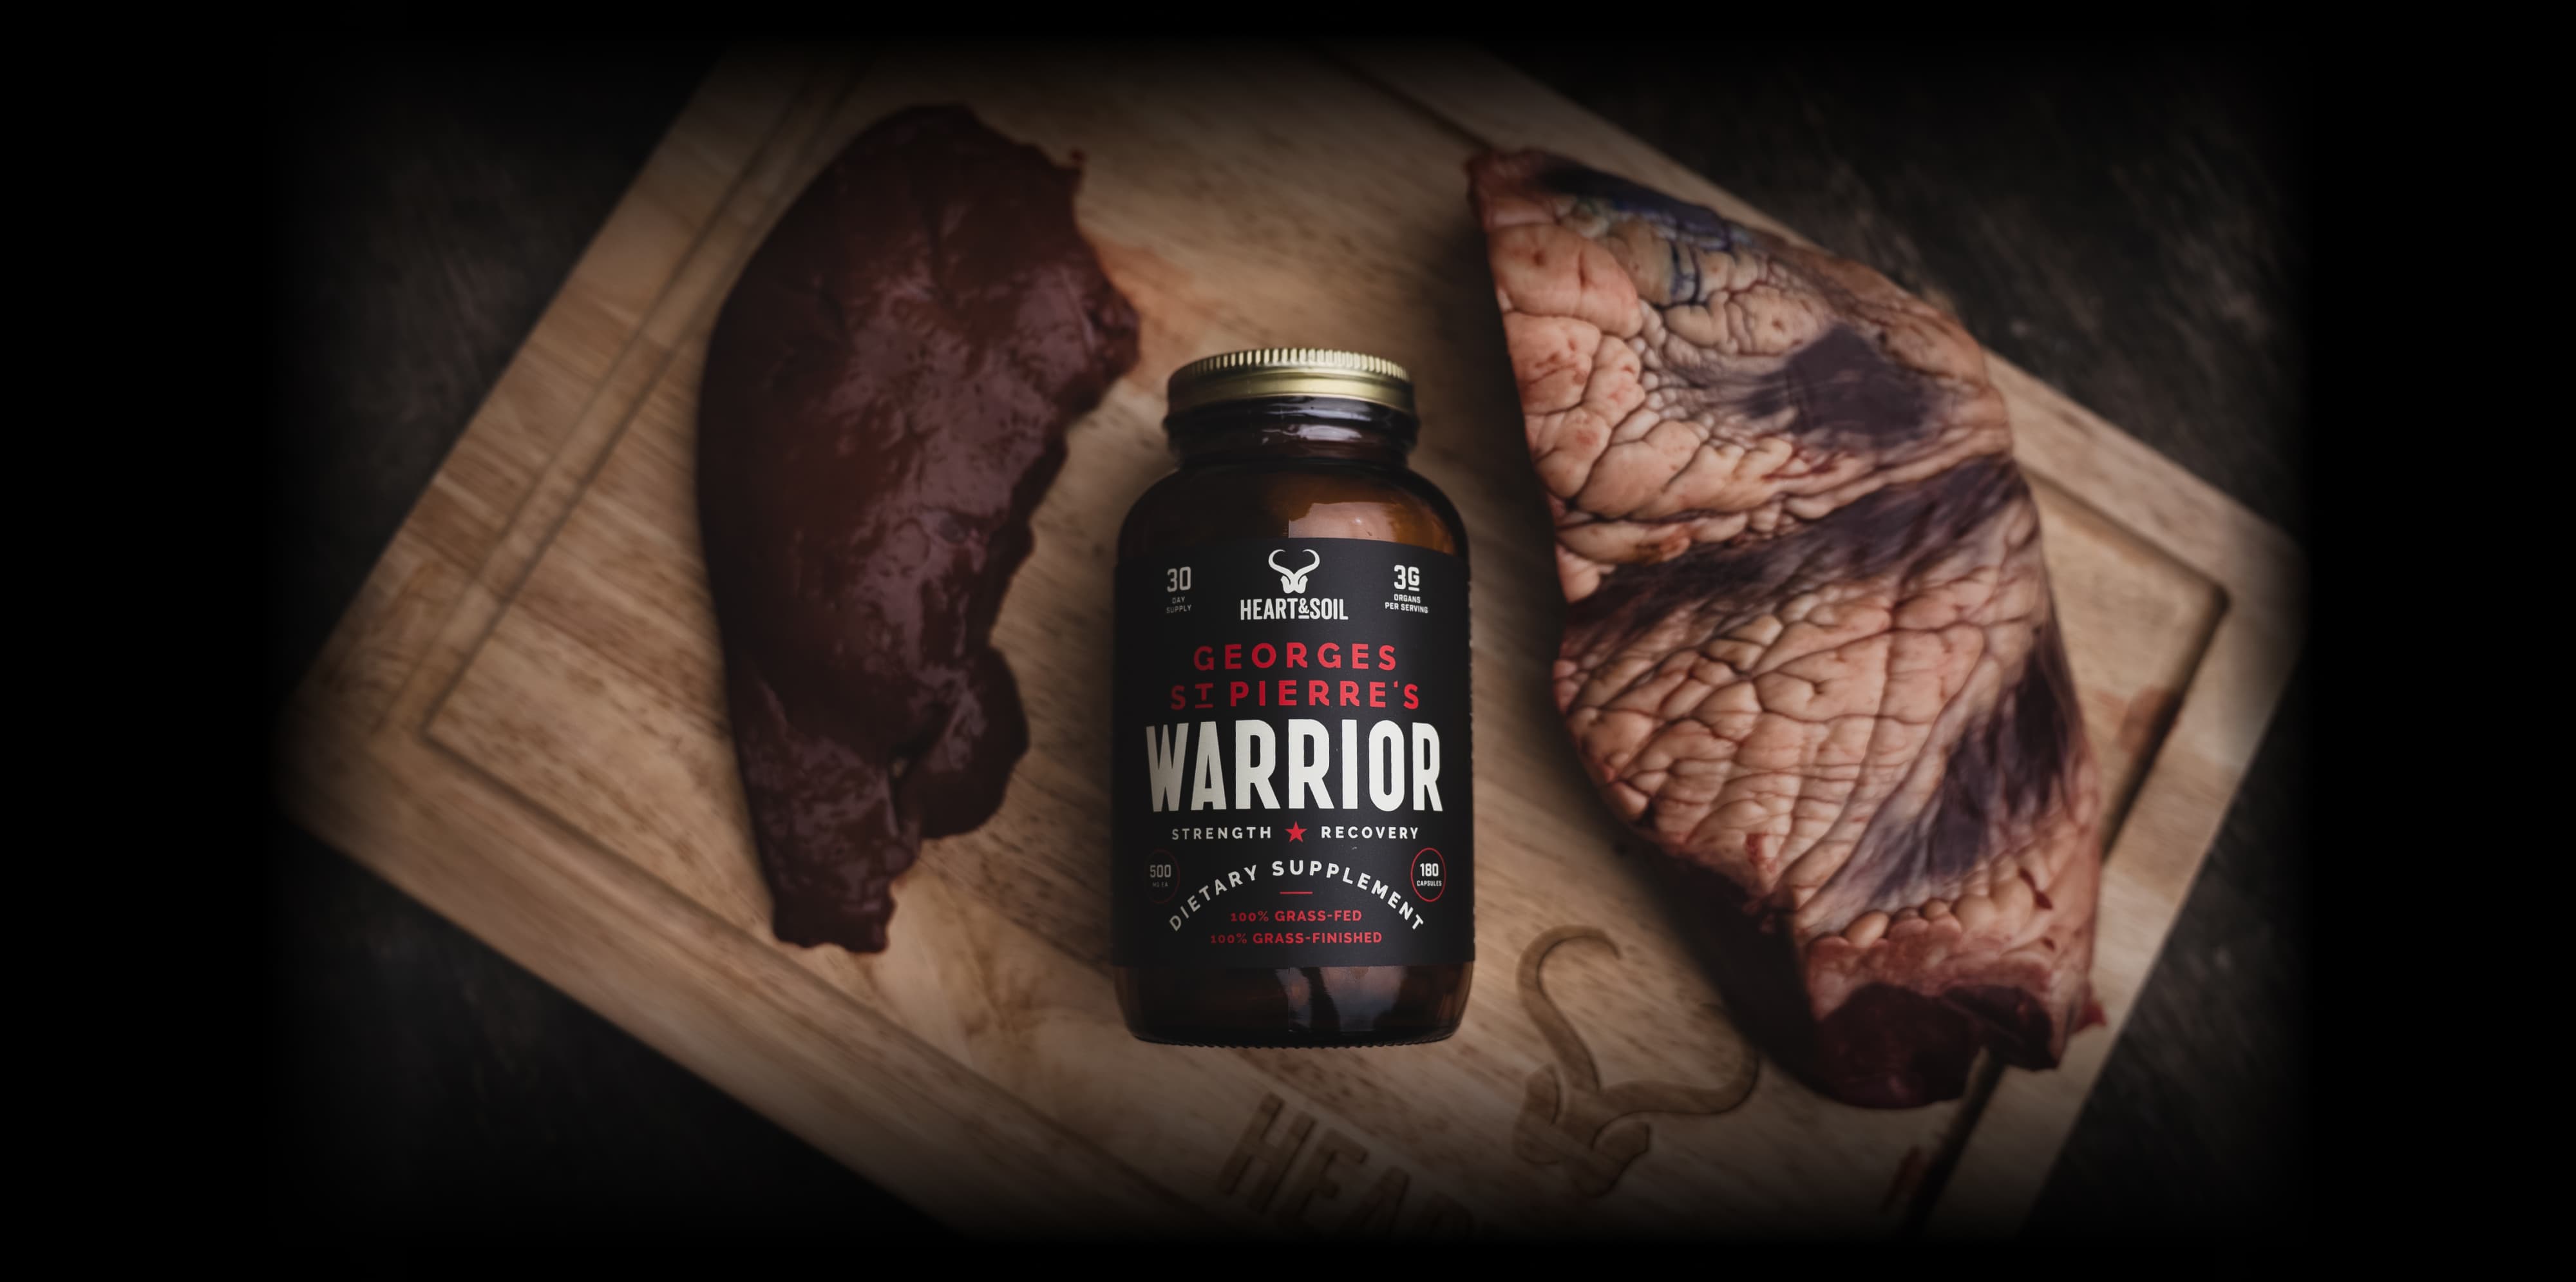 30
DAY
SUPPLY
HEART&SOIL
3G
ORGANS
PER SERVING
GEORGES
ST PIERRE'S
WARRIOR
STRENGTH ★ RECOVERY
500
180
CAPSULES
DIETARY SUPPLEMENT
100% GRASS-FED
100% GRASS-FINISHED
HEAR